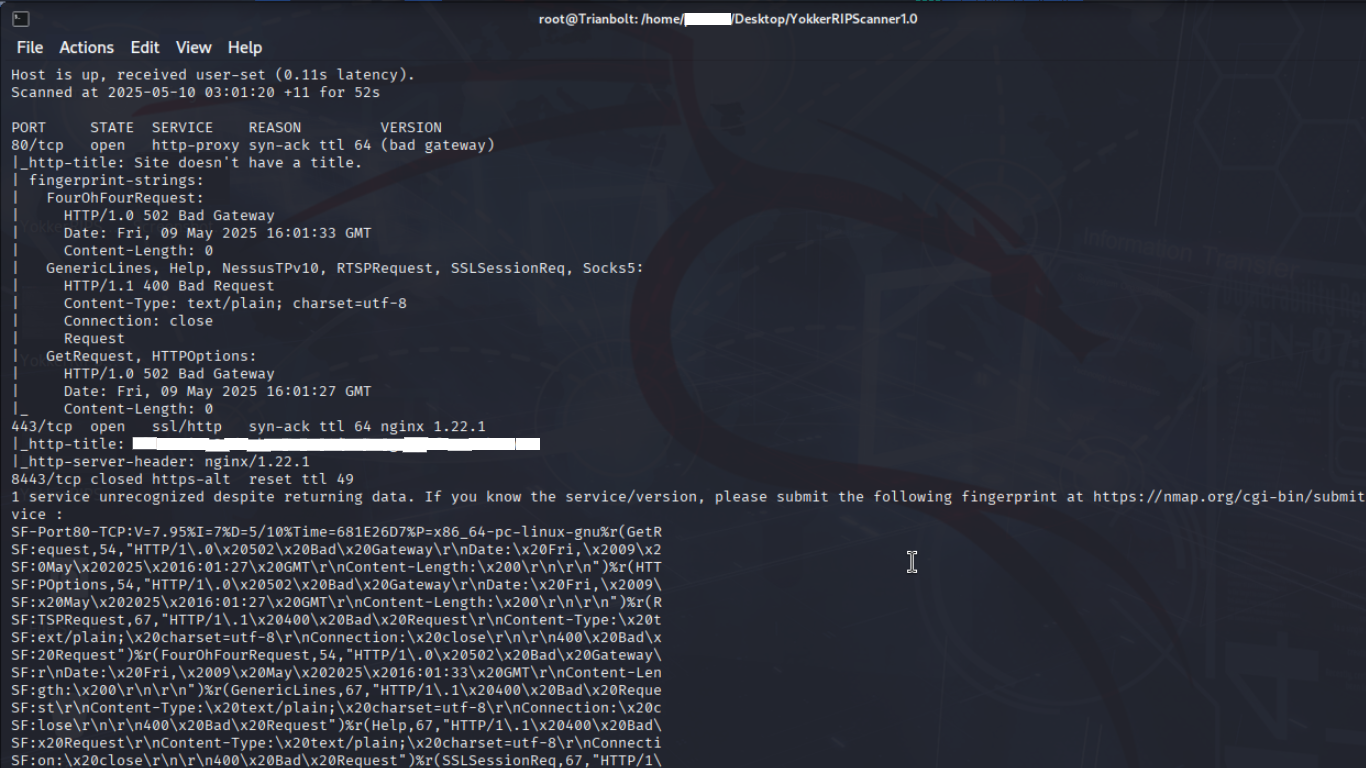 root@Trianbolt: /home/ /Desktop/YokkerRIPScanner1.0
File Actions Edit View Help
Host is up, received user-set (0.11s latency).
Scanned at 2025-05-10 03:01:20 +11 for 52s
PORT STATE SERVICE REASON VERSION
80/tcp open http-proxy syn-ack ttl 64 (bad gateway)
|_http-title: Site doesn't have a title.
| fingerprint-strings:
| FourOhFourRequest:
| HTTP/1.0 502 Bad Gateway
| Date: Fri, 09 May 2025 16:01:33 GMT
| Content-Length: 0
| GenericLines, Help, NessusTPv10, RTSPRequest, SSLSessionReq, Socks5:
| HTTP/1.1 400 Bad Request
| Content-Type: text/plain; charset=utf-8
| Connection: close
| Request
| GetRequest, HTTPOptions:
| HTTP/1.0 502 Bad Gateway
| Date: Fri, 09 May 2025 16:01:27 GMT
|_ Content-Length: 0
443/tcp open ssl/http syn-ack ttl 64 nginx 1.22.1
|_http-title:
|_http-server-header: nginx/1.22.1
8443/tcp closed https-alt reset ttl 49
1 service unrecognized despite returning data. If you know the service/version, please submit the following fingerprint at https://nmap.org/cgi-bin/submit
vice :
SF-Port80-TCP:V=7.95%I=7%D=5/10%Time=681E26D7%P=x86_64-pc-linux-gnu%r(GetR
SF:equest,54,"HTTP/1\.0\x20502\x20Bad\x20Gateway\r\nDate:\x20Fri,\x2009\x2
SF:0May\x202025\x2016:01:27\x20GMT\r\nContent-Length:\x200\r\n\r\n")%r(HTT
SF:POptions,54,"HTTP/1\.0\x20502\x20Bad\x20Gateway\r\nDate:\x20Fri,\x2009\
SF:x20May\x202025\x2016:01:27\x20GMT\r\nContent-Length:\x200\r\n\r\n")%r(R
SF:TSPRequest,67,"HTTP/1\.1\x20400\x20Bad\x20Request\r\nContent-Type:\x20t
SF:ext/plain;\x20charset=utf-8\r\nConnection:\x20close\r\n\r\n400\x20Bad\x
SF:20Request")%r(FourOhFourRequest,54,"HTTP/1\.0\x20502\x20Bad\x20Gateway\
SF:r\nDate:\x20Fri,\x2009\x20May\x202025\x2016:01:33\x20GMT\r\nContent-Len
SF:gth:\x200\r\n\r\n")%r(GenericLines,67,"HTTP/1\.1\x20400\x20Bad\x20Reque
SF:st\r\nContent-Type:\x20text/plain;\x20charset=utf-8\r\nConnection:\x20c
SF:lose\r\n\r\n400\x20Bad\x20Request")%r(Help,67,"HTTP/1\.1\x20400\x20Bad\
SF:x20Request\r\nContent-Type:\x20text/plain;\x20charset=utf-8\r\nConnecti
SF:on:\x20close\r\n\r\n400\x20Bad\x20Request")%r(SSLSessionReq,67,"HTTP/1\
Information Transfer